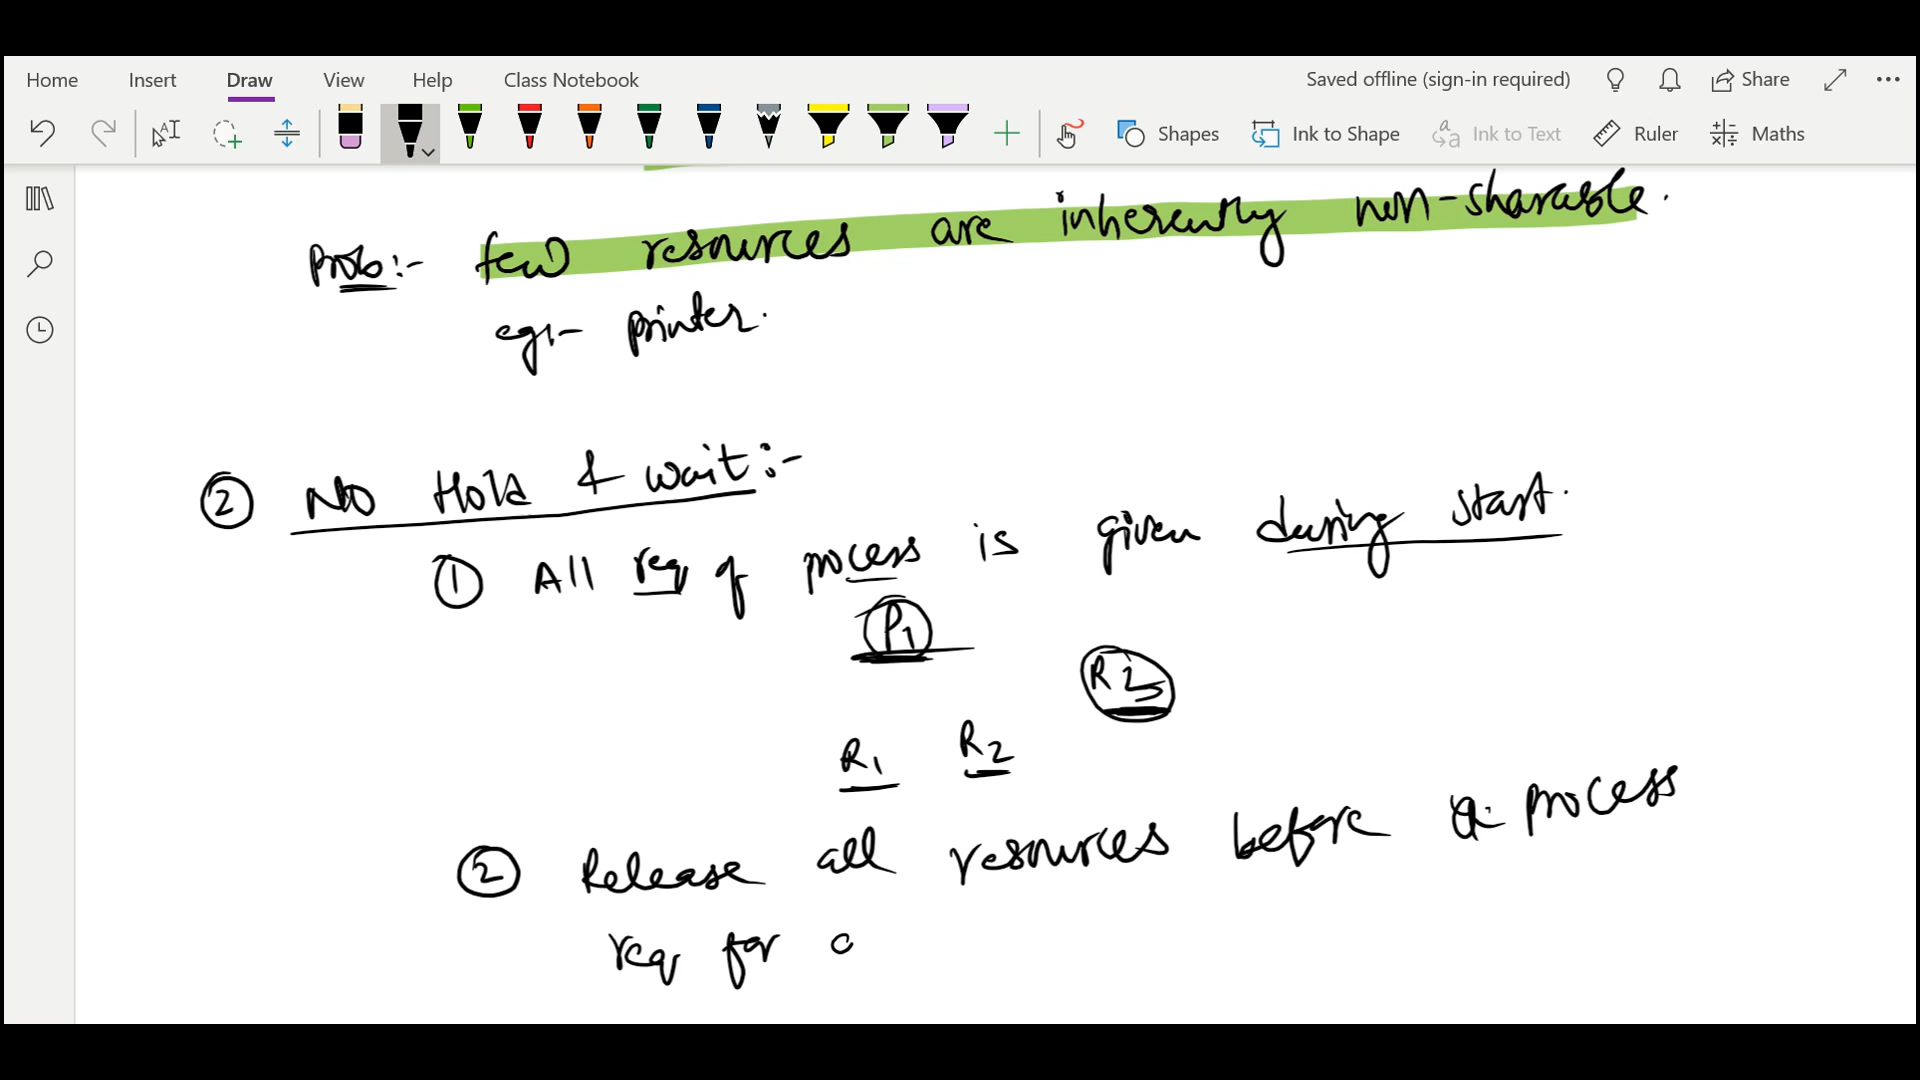 Home Insert Draw View Help Class Notebook Saved offline (sign-in required) Share
Shapes Ink to Shape Ink to Text Ruler Maths
Prob:- few resources are inherently non-sharable.
eg:- printer.
② No Hold & wait:-
① All req of process is given during start.
P1
R2
R1 R2
② Release all resources before a process
req for a